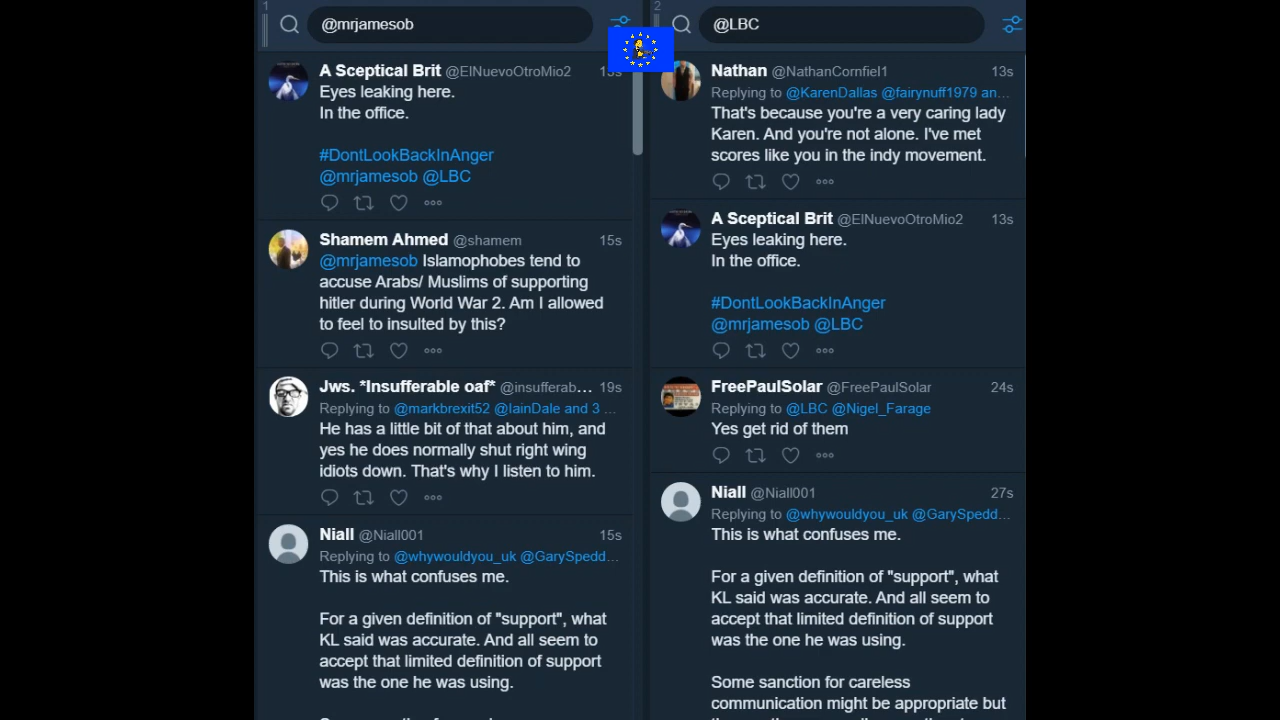 1
@mrjamesob
A Sceptical Brit @ElNuevoOtroMio2
Eyes leaking here.
In the office.
#DontLookBackInAnger
@mrjamesob @LBC
Shamem Ahmed @shamem 15s
@mrjamesob Islamophobes tend to
accuse Arabs/ Muslims of supporting
hitler during World War 2. Am I allowed
to feel to insulted by this?
Jws. *Insufferable oaf* @insufferab... 19s
Replying to @markbrexit52 @IainDale and 3 ...
He has a little bit of that about him, and
yes he does normally shut right wing
idiots down. That's why I listen to him.
Niall @Niall001 15s
Replying to @whywouldyou_uk @GarySpedd...
This is what confuses me.
For a given definition of "support", what
KL said was accurate. And all seem to
accept that limited definition of support
was the one he was using.
2
@LBC
Nathan @NathanCornfiel1 13s
Replying to @KarenDallas @fairynuff1979 an...
That's because you're a very caring lady
Karen. And you're not alone. I've met
scores like you in the indy movement.
A Sceptical Brit @ElNuevoOtroMio2 13s
Eyes leaking here.
In the office.
#DontLookBackInAnger
@mrjamesob @LBC
FreePaulSolar @FreePaulSolar 24s
Replying to @LBC @Nigel_Farage
Yes get rid of them
Niall @Niall001 27s
Replying to @whywouldyou_uk @GarySpedd...
This is what confuses me.
For a given definition of "support", what
KL said was accurate. And all seem to
accept that limited definition of support
was the one he was using.
Some sanction for careless
communication might be appropriate but